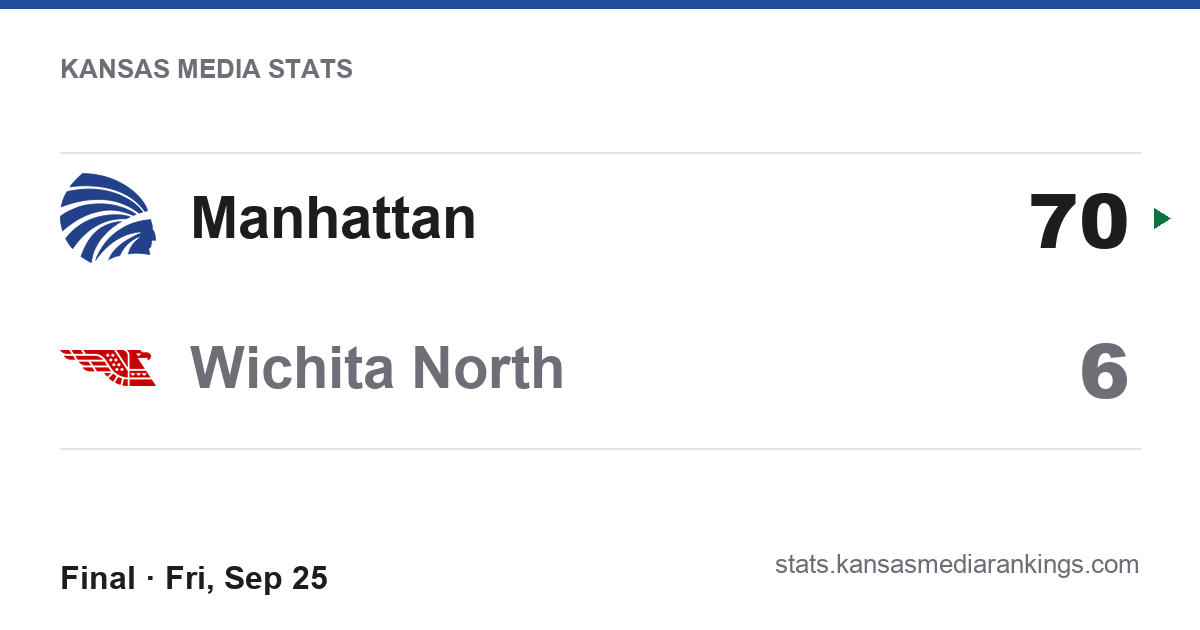 KANSAS MEDIA STATS
Manhattan 70
Wichita North 6
Final · Fri, Sep 25
stats.kansasmediarankings.com